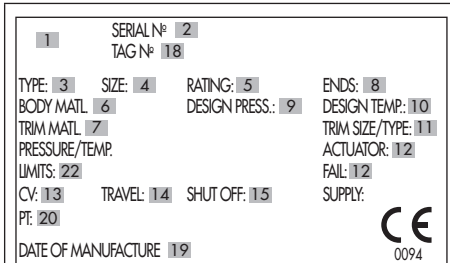 1 SERIAL Nº 2
TAG Nº 18
TYPE: 3 SIZE: 4 RATING: 5 ENDS: 8
BODY MATL 6 DESIGN PRESS.: 9 DESIGN TEMP.: 10
TRIM MATL 7 TRIM SIZE/TYPE: 11
PRESSURE/TEMP. ACTUATOR: 12
LIMITS: 22 FAIL: 12
CV: 13 TRAVEL: 14 SHUT OFF: 15 SUPPLY:
PT: 20 CE
DATE OF MANUFACTURE 19 0094